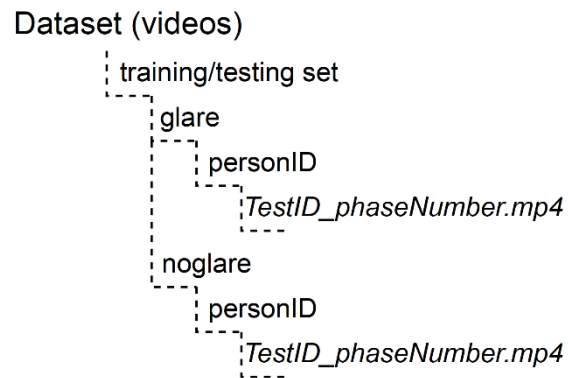 Dataset (videos)
training/testing set
glare
personID
TestID_phaseNumber.mp4
noglare
personID
TestID_phaseNumber.mp4